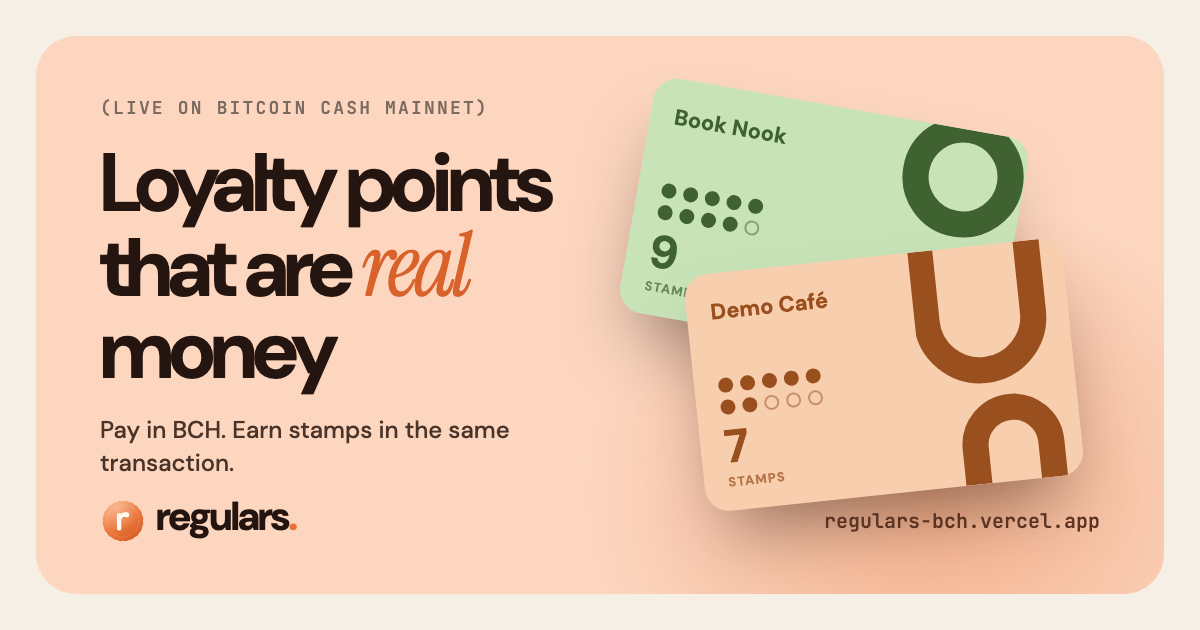 (LIVE ON BITCOIN CASH MAINNET)
Loyalty points
that are real
money
Pay in BCH. Earn stamps in the same
transaction.
r regulars.
Book Nook
9
STAM
Demo Café
7
STAMPS
regulars-bch.vercel.app